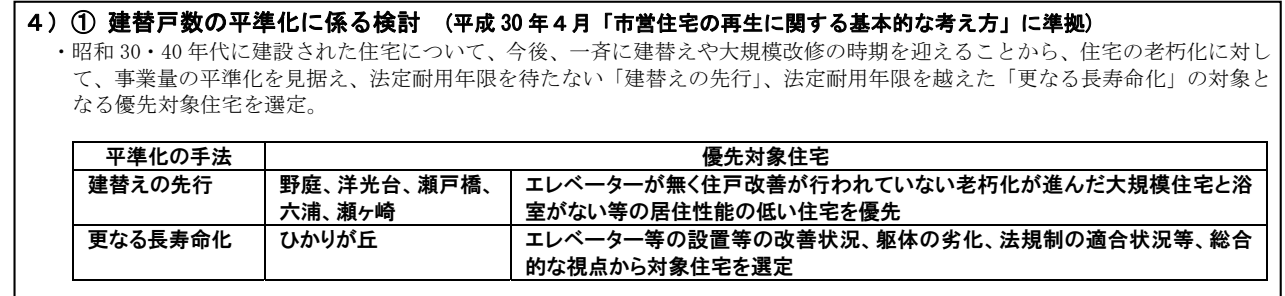 4）① 建替戸数の平準化に係る検討 （平成30年4月「市営住宅の再生に関する基本的な考え方」に準拠）
・昭和30・40年代に建設された住宅について、今後、一斉に建替えや大規模改修の時期を迎えることから、住宅の老朽化に対し
て、事業量の平準化を見据え、法定耐用年限を待たない「建替えの先行」、法定耐用年限を越えた「更なる長寿命化」の対象と
なる優先対象住宅を選定。
平準化の手法 優先対象住宅
建替えの先行 野庭、洋光台、瀬戸橋、 エレベーターが無く住戸改善が行われていない老朽化が進んだ大規模住宅と浴
六浦、瀬ヶ崎 室がない等の居住性能の低い住宅を優先
更なる長寿命化 ひかりが丘 エレベーター等の設置等の改善状況、躯体の劣化、法規制の適合状況等、総合
的な視点から対象住宅を選定